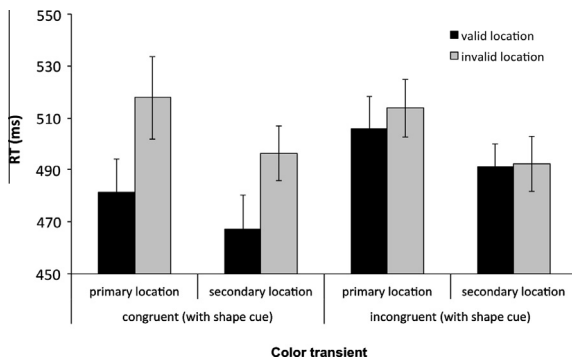 550
530
510
490
470
450
RT (ms)
valid location
invalid location
primary location
secondary location
primary location
secondary location
congruent (with shape cue)
incongruent (with shape cue)
Color transient